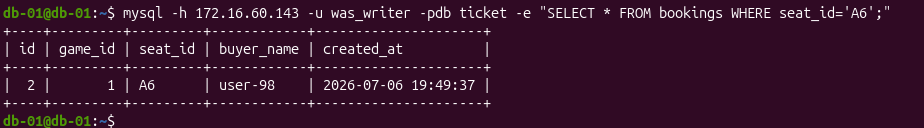 db-01@db-01:~$ mysql -h 172.16.60.143 -u was_writer -pdb ticket -e "SELECT * FROM bookings WHERE seat_id='A6';"
+----+---------+---------+------------+---------------------+
| id | game_id | seat_id | buyer_name | created_at          |
+----+---------+---------+------------+---------------------+
|  2 |       1 | A6      | user-98    | 2026-07-06 19:49:37 |
+----+---------+---------+------------+---------------------+
db-01@db-01:~$